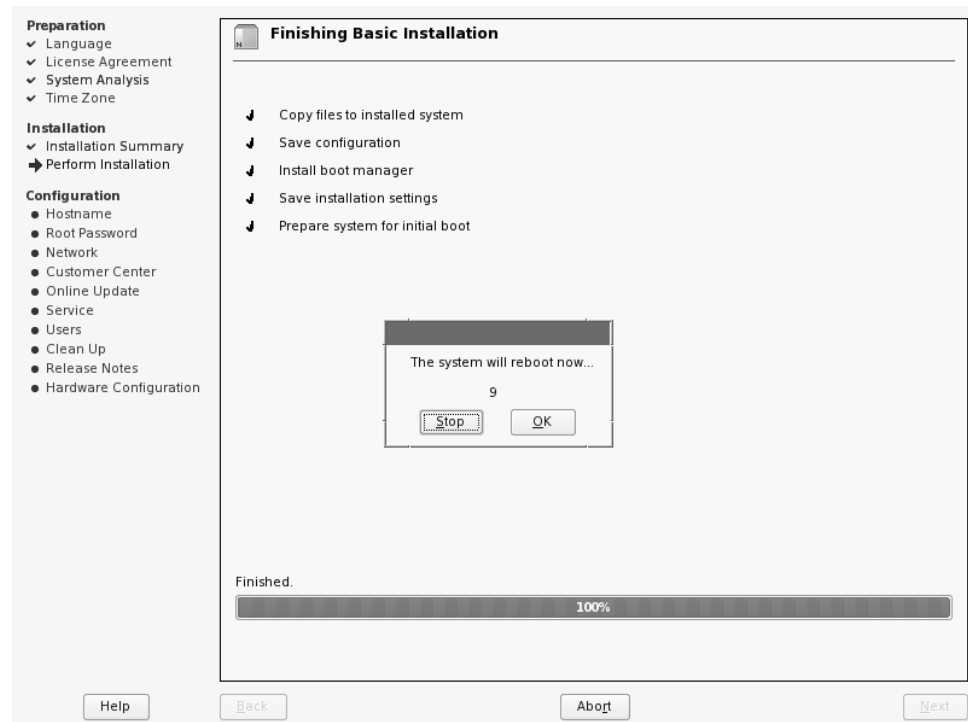 Preparation
Language
License Agreement
System Analysis
Time Zone
Installation
Installation Summary
Perform Installation
Configuration
Hostname
Root Password
Network
Customer Center
Online Update
Service
Users
Clean Up
Release Notes
Hardware Configuration
N
Finishing Basic Installation
Copy files to installed system
Save configuration
Install boot manager
Save installation settings
Prepare system for initial boot
The system will reboot now...
9
Stop OK
Finished.
100%
Help Back Abort Next